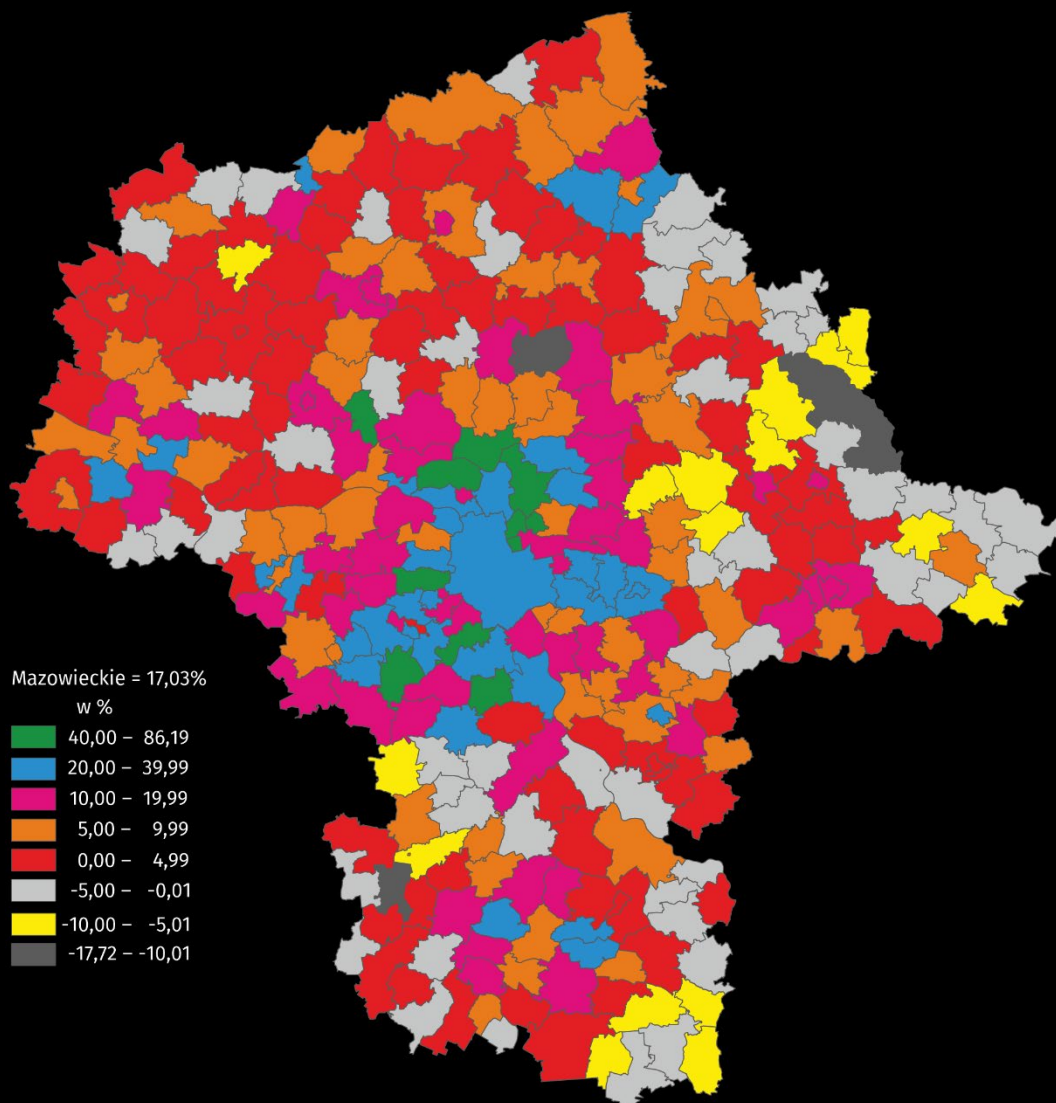 Mazowieckie = 17,03%
w %
40,00 – 86,19
20,00 – 39,99
10,00 – 19,99
5,00 – 9,99
0,00 – 4,99
-5,00 – -0,01
-10,00 – -5,01
-17,72 – -10,01